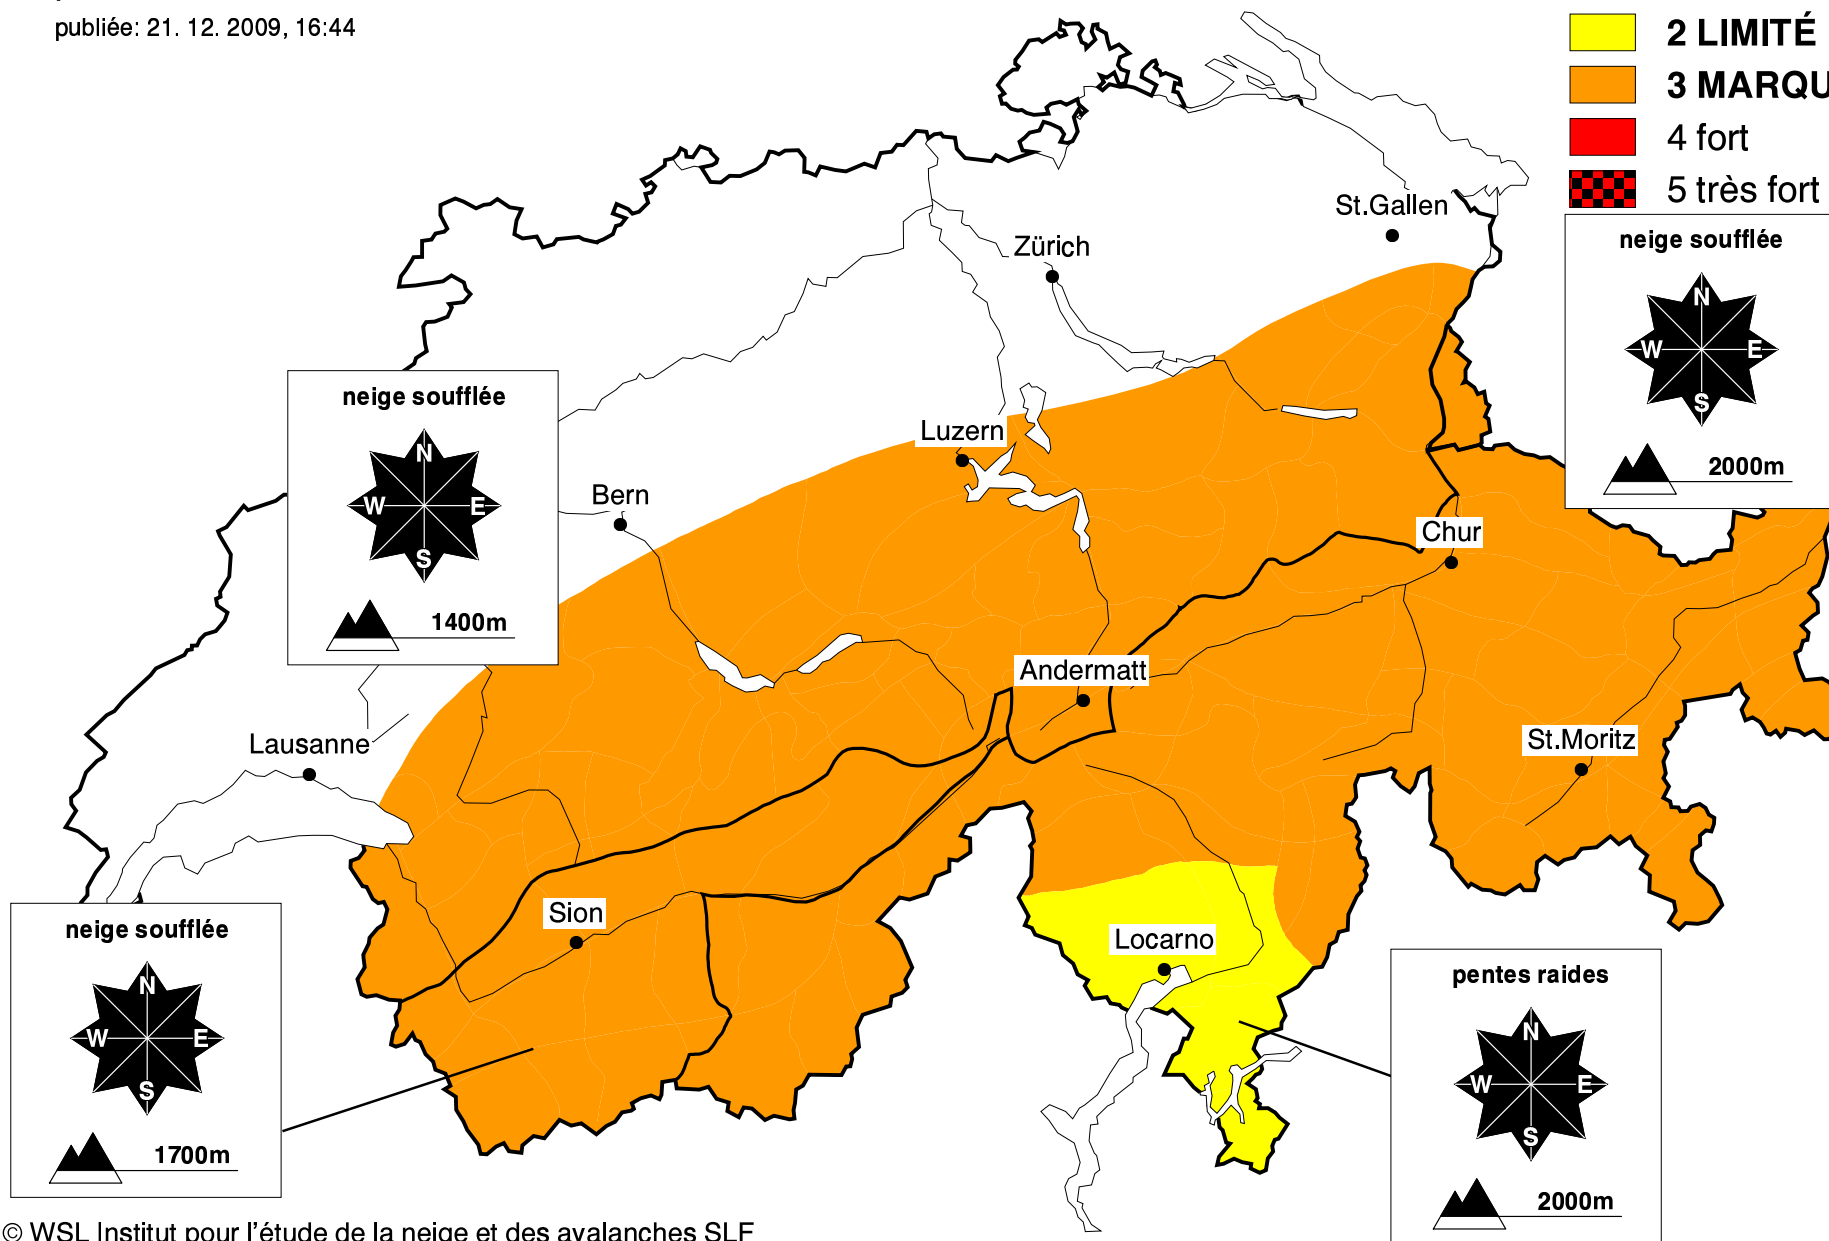 publiée: 21. 12. 2009, 16:44
2 LIMITÉ
3 MARQU
4 fort
5 très fort
St.Gallen
Zürich
neige soufflée
N
W E
S
2000m
neige soufflée
N
W E
S
1400m
Luzern
Bern
Chur
Andermatt
Lausanne
St.Moritz
Sion
Locarno
neige soufflée
N
W E
S
1700m
pentes raides
N
W E
S
2000m
© WSL Institut pour l'étude de la neige et des avalanches SLF